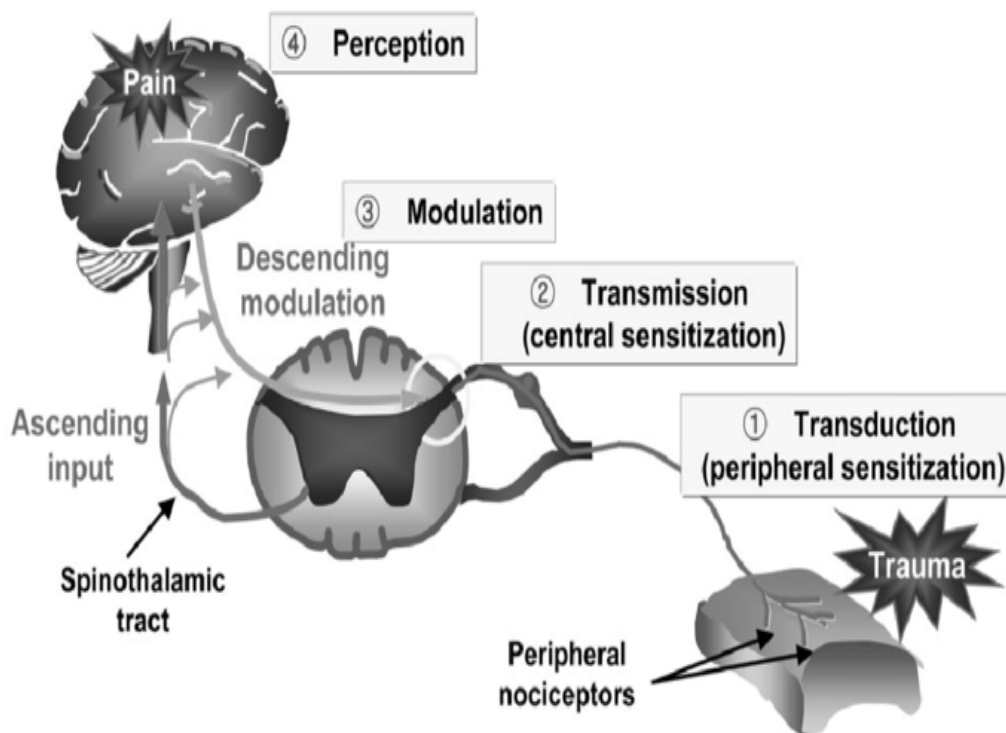 ④ Perception
Pain
③ Modulation
Descending
modulation
② Transmission
(central sensitization)
Ascending
input
① Transduction
(peripheral sensitization)
Trauma
Spinothalamic
tract
Peripheral
nociceptors